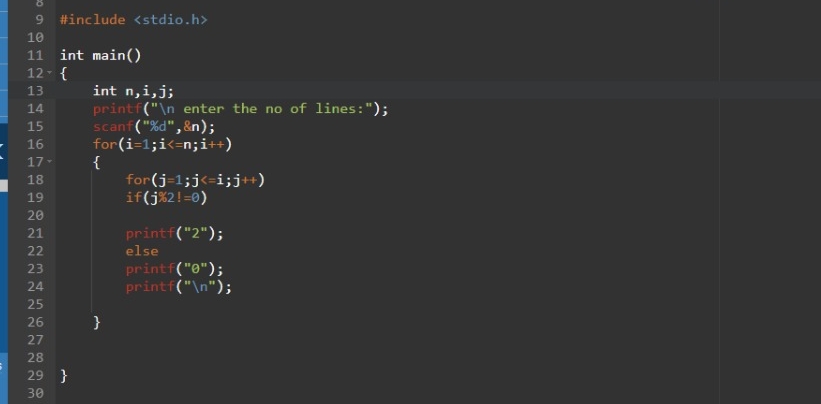 8
9 #include <stdio.h>
10
11 int main()
12 {
13 int n,i,j;
14 printf("\n enter the no of lines:");
15 scanf("%d",&n);
16 for(i=1;i<=n;i++)
17 {
18 for(j=1;j<=i;j++)
19 if(j%2!=0)
20
21 printf("2");
22 else
23 printf("0");
24 printf("\n");
25
26 }
27
28
29 }
30